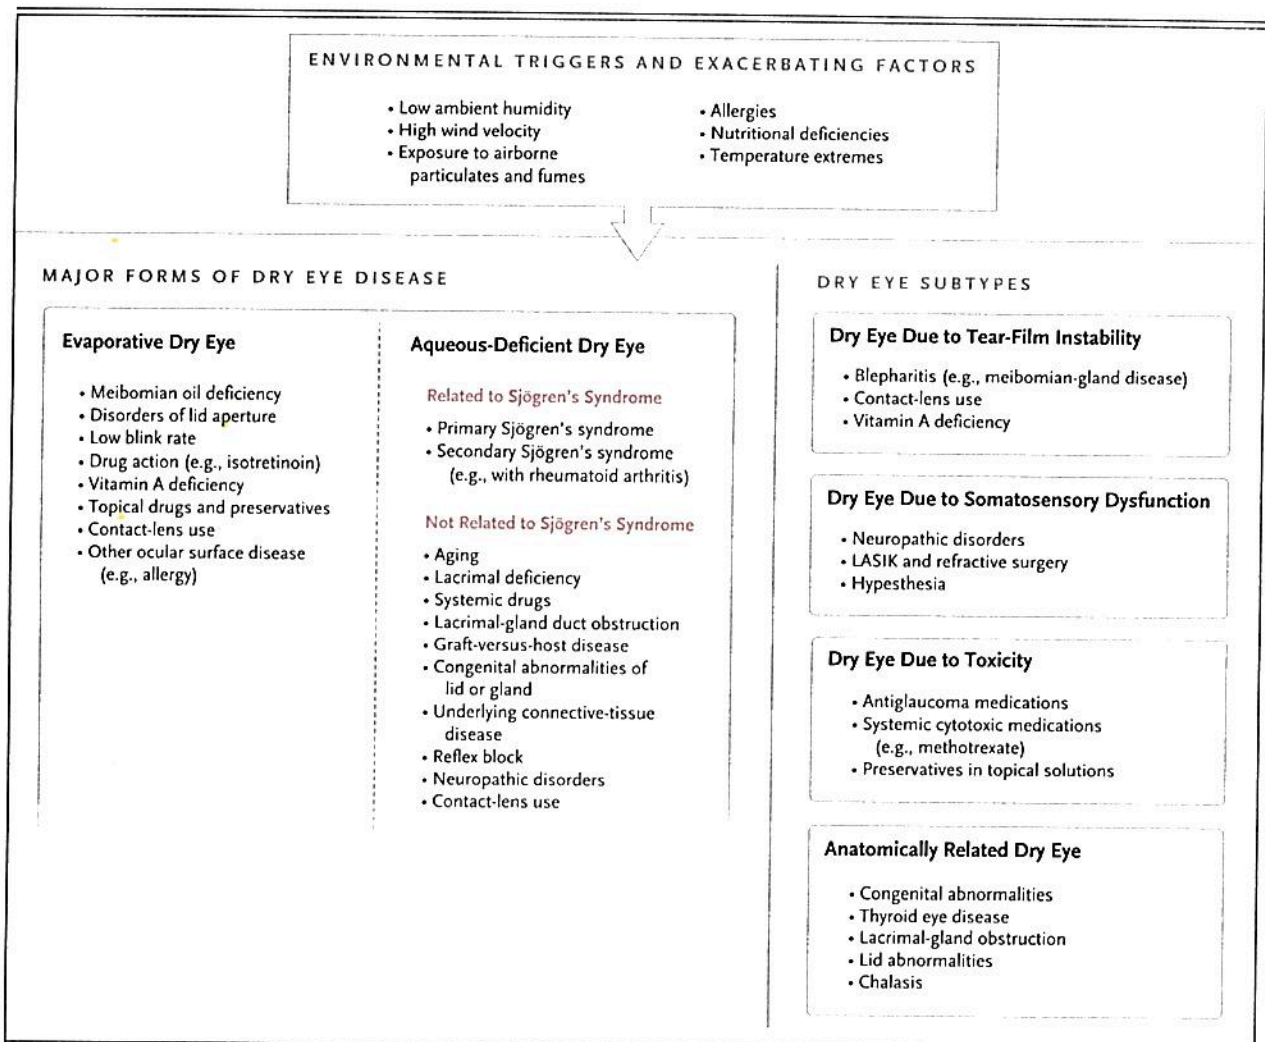 ENVIRONMENTAL TRIGGERS AND EXACERBATING FACTORS
• Low ambient humidity
• High wind velocity
• Exposure to airborne
particulates and fumes
• Allergies
• Nutritional deficiencies
• Temperature extremes
MAJOR FORMS OF DRY EYE DISEASE
Evaporative Dry Eye
• Meibomian oil deficiency
• Disorders of lid aperture
• Low blink rate
• Drug action (e.g., isotretinoin)
• Vitamin A deficiency
• Topical drugs and preservatives
• Contact-lens use
• Other ocular surface disease
(e.g., allergy)
Aqueous-Deficient Dry Eye
Related to Sjögren's Syndrome
• Primary Sjögren's syndrome
• Secondary Sjögren's syndrome
(e.g., with rheumatoid arthritis)
Not Related to Sjögren's Syndrome
• Aging
• Lacrimal deficiency
• Systemic drugs
• Lacrimal-gland duct obstruction
• Graft-versus-host disease
• Congenital abnormalities of
lid or gland
• Underlying connective-tissue
disease
• Reflex block
• Neuropathic disorders
• Contact-lens use
DRY EYE SUBTYPES
Dry Eye Due to Tear-Film Instability
• Blepharitis (e.g., meibomian-gland disease)
• Contact-lens use
• Vitamin A deficiency
Dry Eye Due to Somatosensory Dysfunction
• Neuropathic disorders
• LASIK and refractive surgery
• Hypesthesia
Dry Eye Due to Toxicity
• Antiglaucoma medications
• Systemic cytotoxic medications
(e.g., methotrexate)
• Preservatives in topical solutions
Anatomically Related Dry Eye
• Congenital abnormalities
• Thyroid eye disease
• Lacrimal-gland obstruction
• Lid abnormalities
• Chalasis